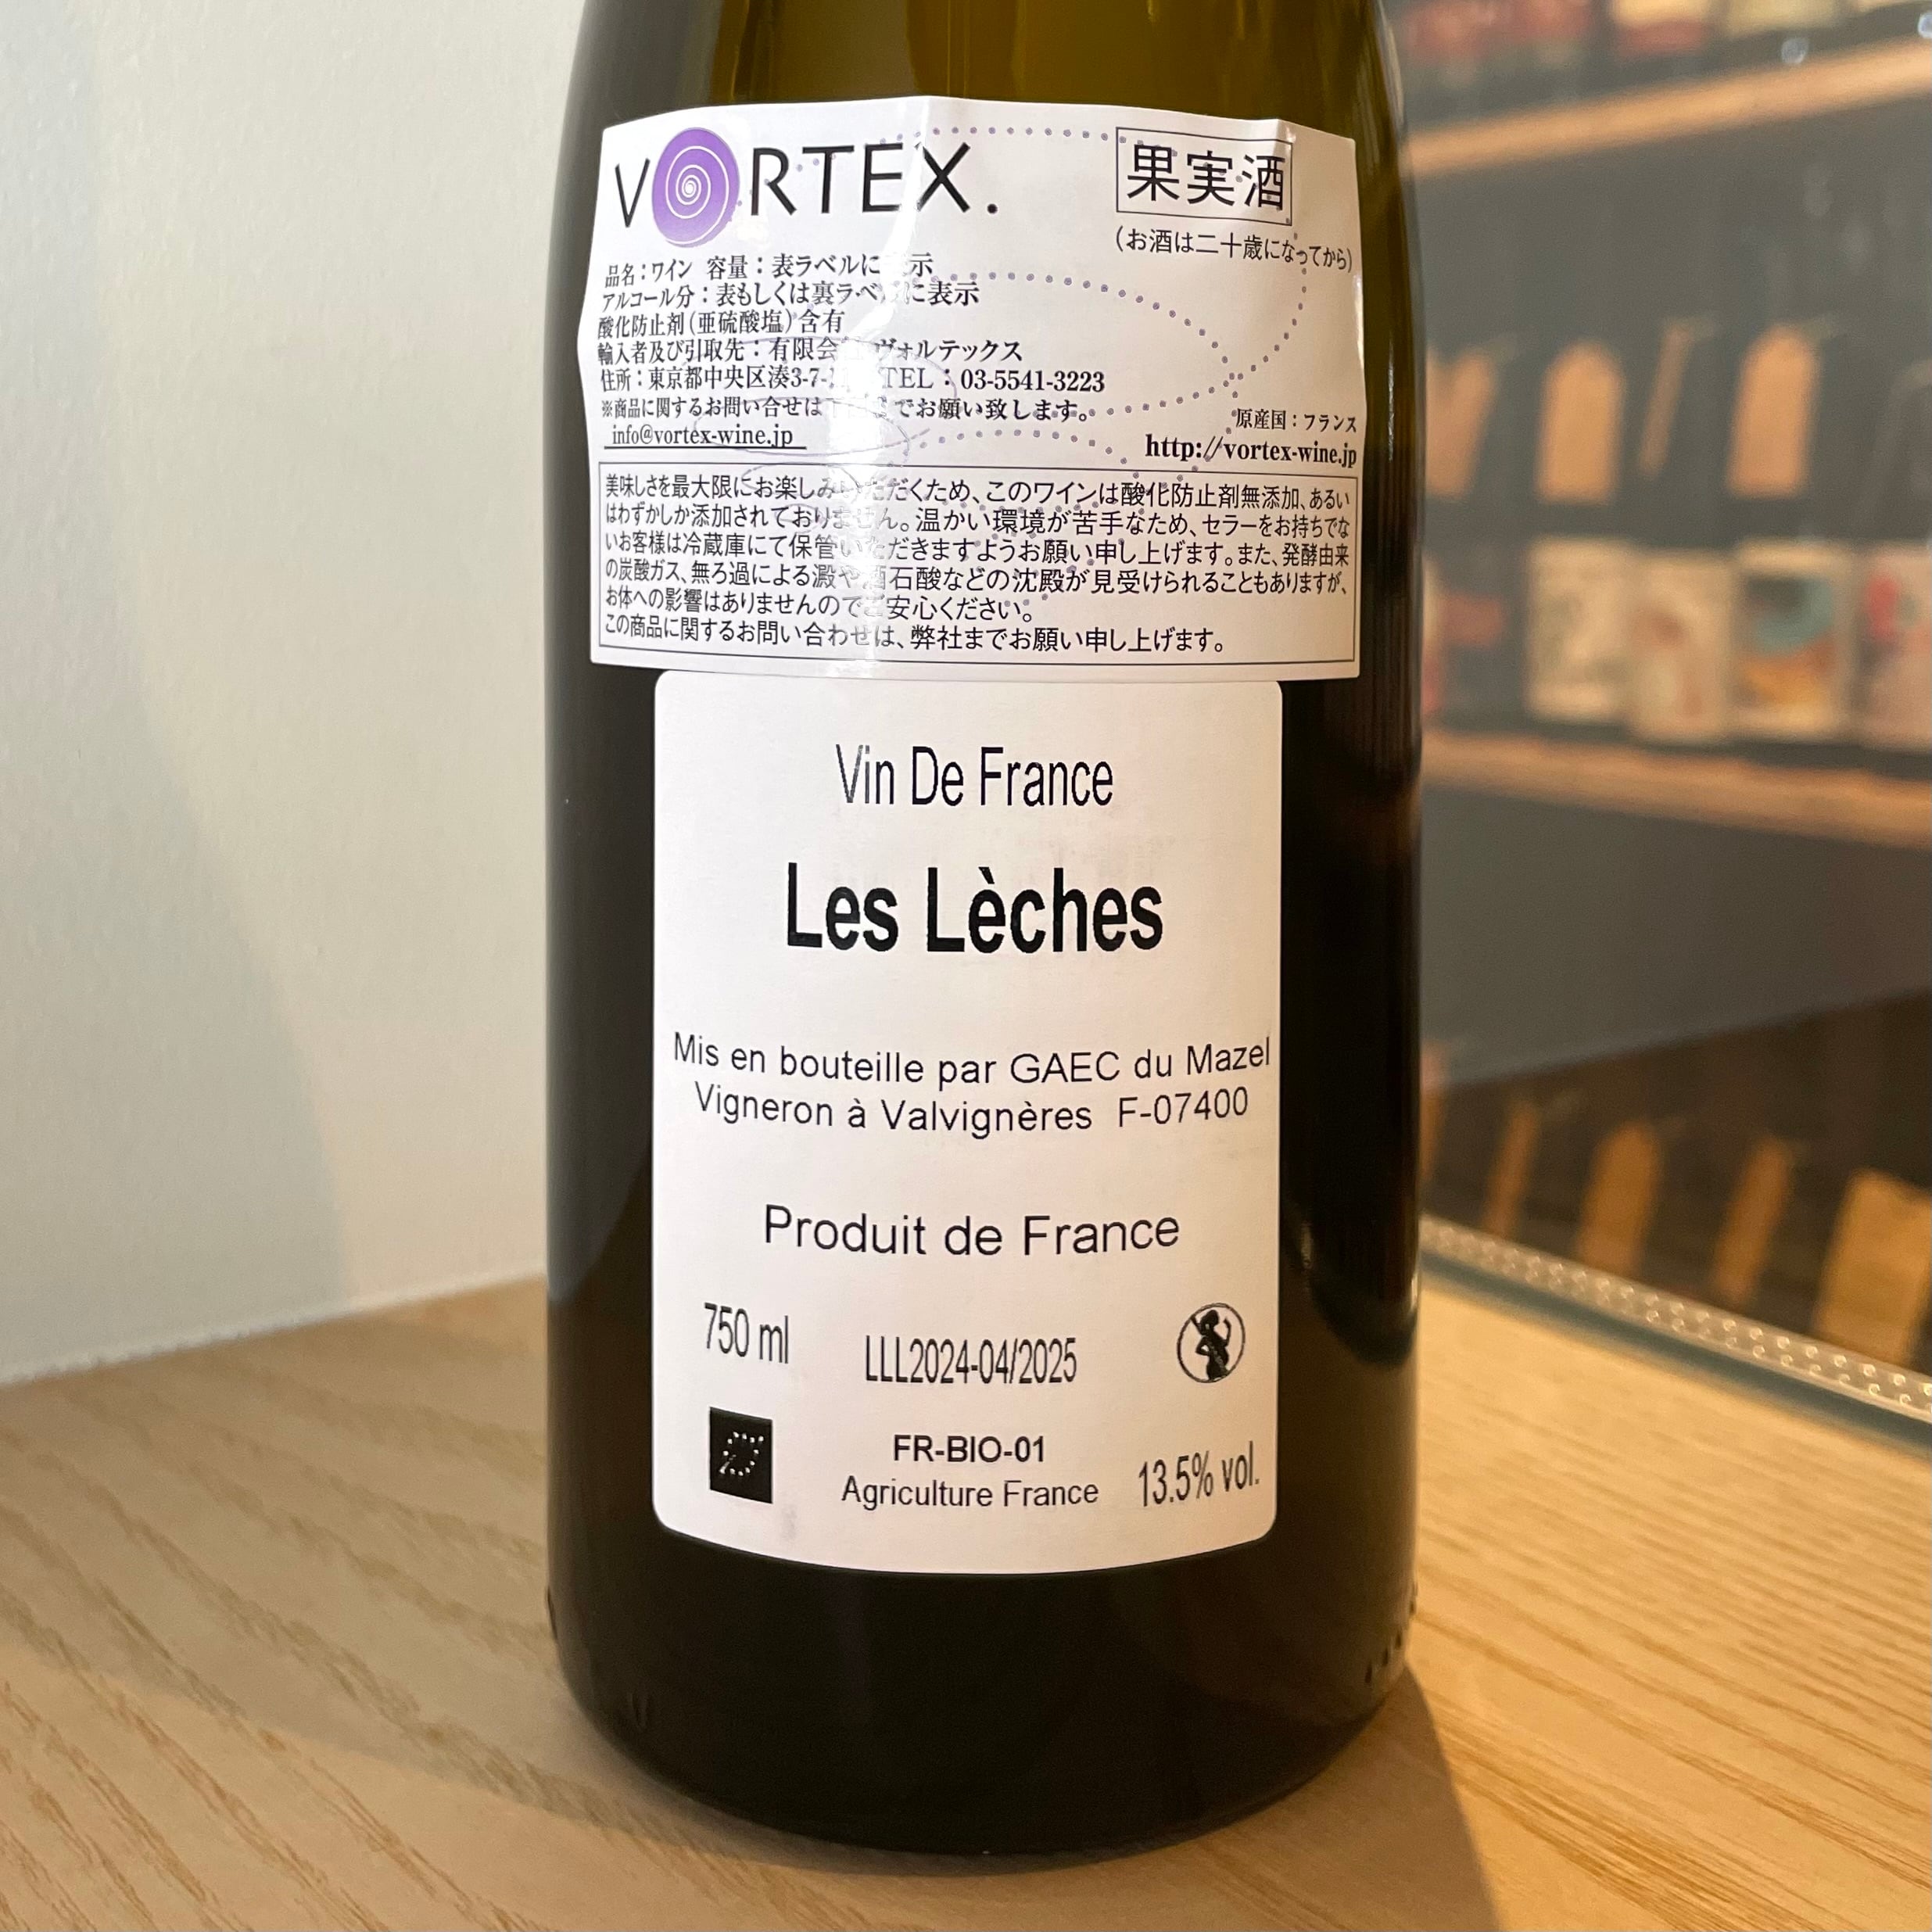 VORTEX.
果実酒
(お酒は二十歳になってから)
品名:ワイン 容量:表ラベルに 示
アルコール分:表もしくは裏ラベ に表示
酸化防止剤(亜硫酸塩)含有
輸入者及び引取先:有限会 ヴォルテックス
住所:東京都中央区湊3-7- TEL:03-5541-3223
※商品に関するお問い合せは でお願い致します。
info@vortex-wine.jp
原産国:フランス
http://vortex-wine.jp
美味しさを最大限にお楽しみいただくため、このワインは酸化防止剤無添加、あるい
はわずかしか添加されておりません。温かい環境が苦手なため、セラーをお持ちでな
いお客様は冷蔵庫にて保管いただきますようお願い申し上げます。また、発酵由来
の炭酸ガス、無ろ過による澱や酒石酸などの沈殿が見受けられることもありますが、
お体への影響はありませんのでご安心ください。
この商品に関するお問い合わせは、弊社までお願い申し上げます。
Vin De France
Les Lèches
Mis en bouteille par GAEC du Mazel
Vigneron à Valvignères F-07400
Produit de France
750 ml
LLL2024-04/2025
FR-BIO-01
Agriculture France
13.5% vol.